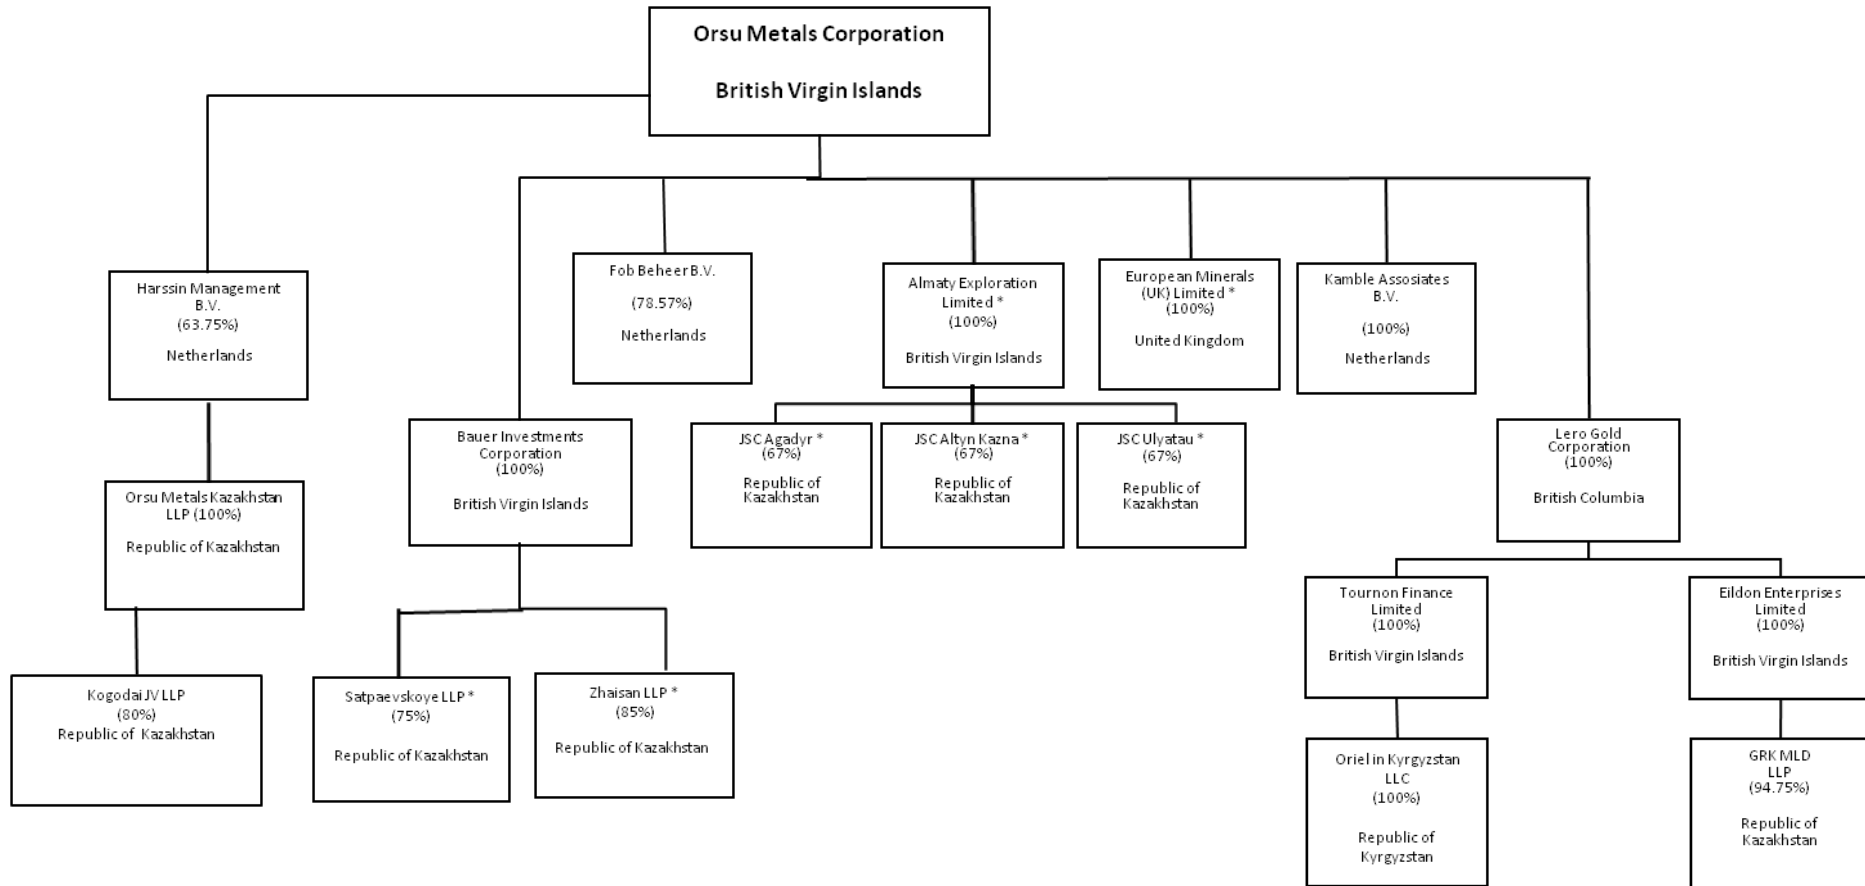 Orsu Metals Corporation
British Virgin Islands
Harssin Management
B.V.
(63.75%)
Netherlands
Fob Beheer B.V.
(78.57%)
Netherlands
Almaty Exploration
Limited *
(100%)
British Virgin Islands
European Minerals
(UK) Limited *
(100%)
United Kingdom
Kamble Assosiates
B.V.
(100%)
Netherlands
Bauer Investments
Corporation
(100%)
British Virgin Islands
JSC Agadyr *
(67%)
Republic of
Kazakhstan
JSC Altyn Kazna *
(67%)
Republic of
Kazakhstan
JSC Ulyatau *
(67%)
Republic of
Kazakhstan
Lero Gold
Corporation
(100%)
British Columbia
Orsu Metals Kazakhstan
LLP (100%)
Republic of Kazakhstan
Tournon Finance
Limited
(100%)
British Virgin Islands
Eildon Enterprises
Limited
(100%)
British Virgin Islands
Kogodai JV LLP
(80%)
Republic of Kazakhstan
Satpaevskoye LLP *
(75%)
Republic of Kazakhstan
Zhaisan LLP *
(85%)
Republic of Kazakhstan
Oriel in Kyrgyzstan
LLC
(100%)
Republic of
Kyrgyzstan
GRK MLD
LLP
(94.75%)
Republic of
Kazakhstan